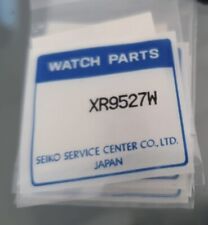 WATCH PARTS
XR9527W
SEIKO SERVICE CENTER CO., LTD.
JAPAN